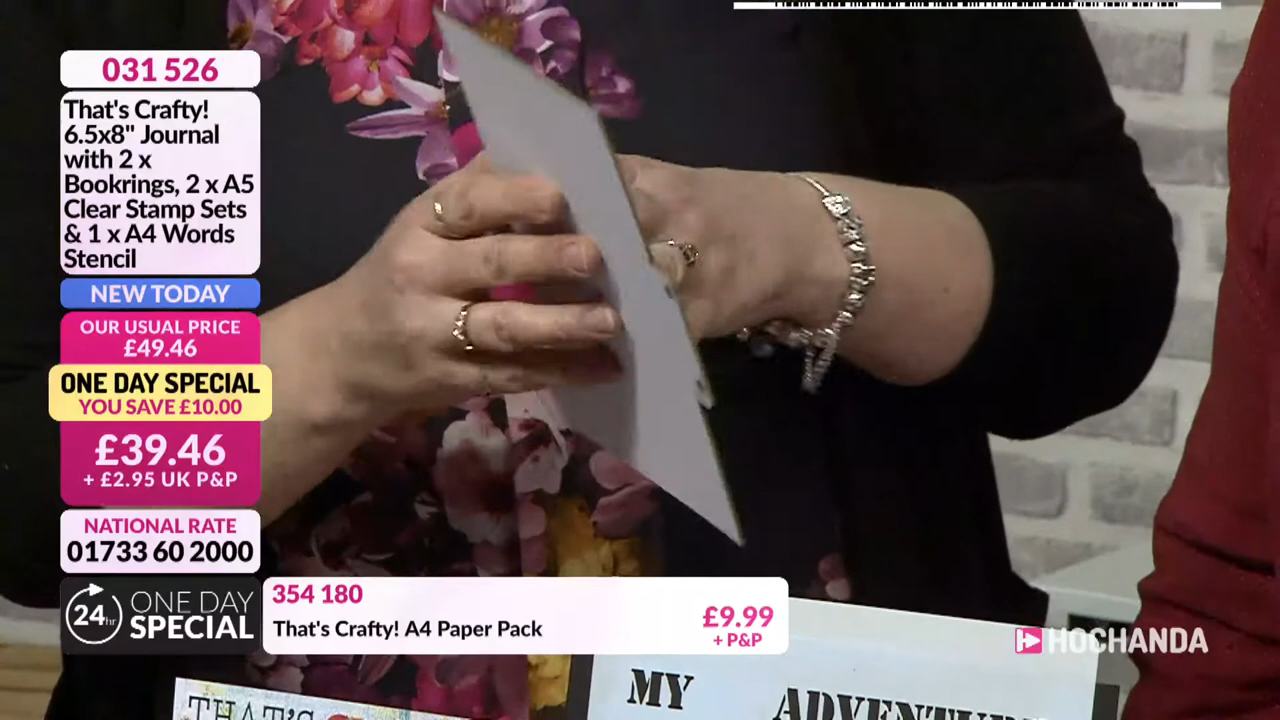 031 526
That's Crafty!
6.5x8" Journal
with 2 x
Bookrings, 2 x A5
Clear Stamp Sets
& 1 x A4 Words
Stencil
NEW TODAY
OUR USUAL PRICE
£49.46
ONE DAY SPECIAL
YOU SAVE £10.00
£39.46
+ £2.95 UK P&P
NATIONAL RATE
01733 60 2000
24hr ONE DAY
SPECIAL
354 180
That's Crafty! A4 Paper Pack
£9.99
+ P&P
HOCHANDA
MY
THAT'S